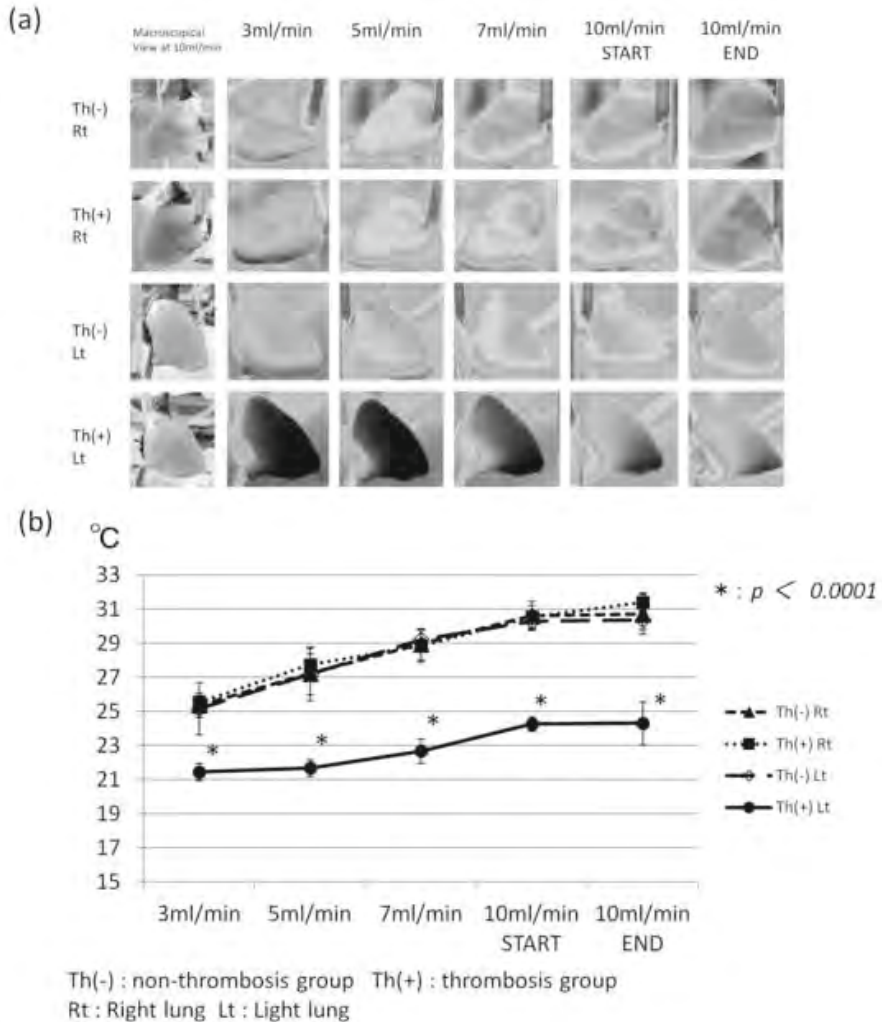 (a)
Macroscopical
View at 10ml/min
3ml/min
5ml/min
7ml/min
10ml/min
START
10ml/min
END
Th(-)
Rt
Th(+)
Rt
Th(-)
Lt
Th(+)
Lt
(b)
°C
33
31
29
27
25
23
21
19
17
15
* * * * *
* : p < 0.0001
Th(-) Rt
Th(+) Rt
Th(-) Lt
Th(+) Lt
3ml/min
5ml/min
7ml/min
10ml/min
START
10ml/min
END
Th(-) : non-thrombosis group Th(+) : thrombosis group
Rt : Right lung Lt : Light lung